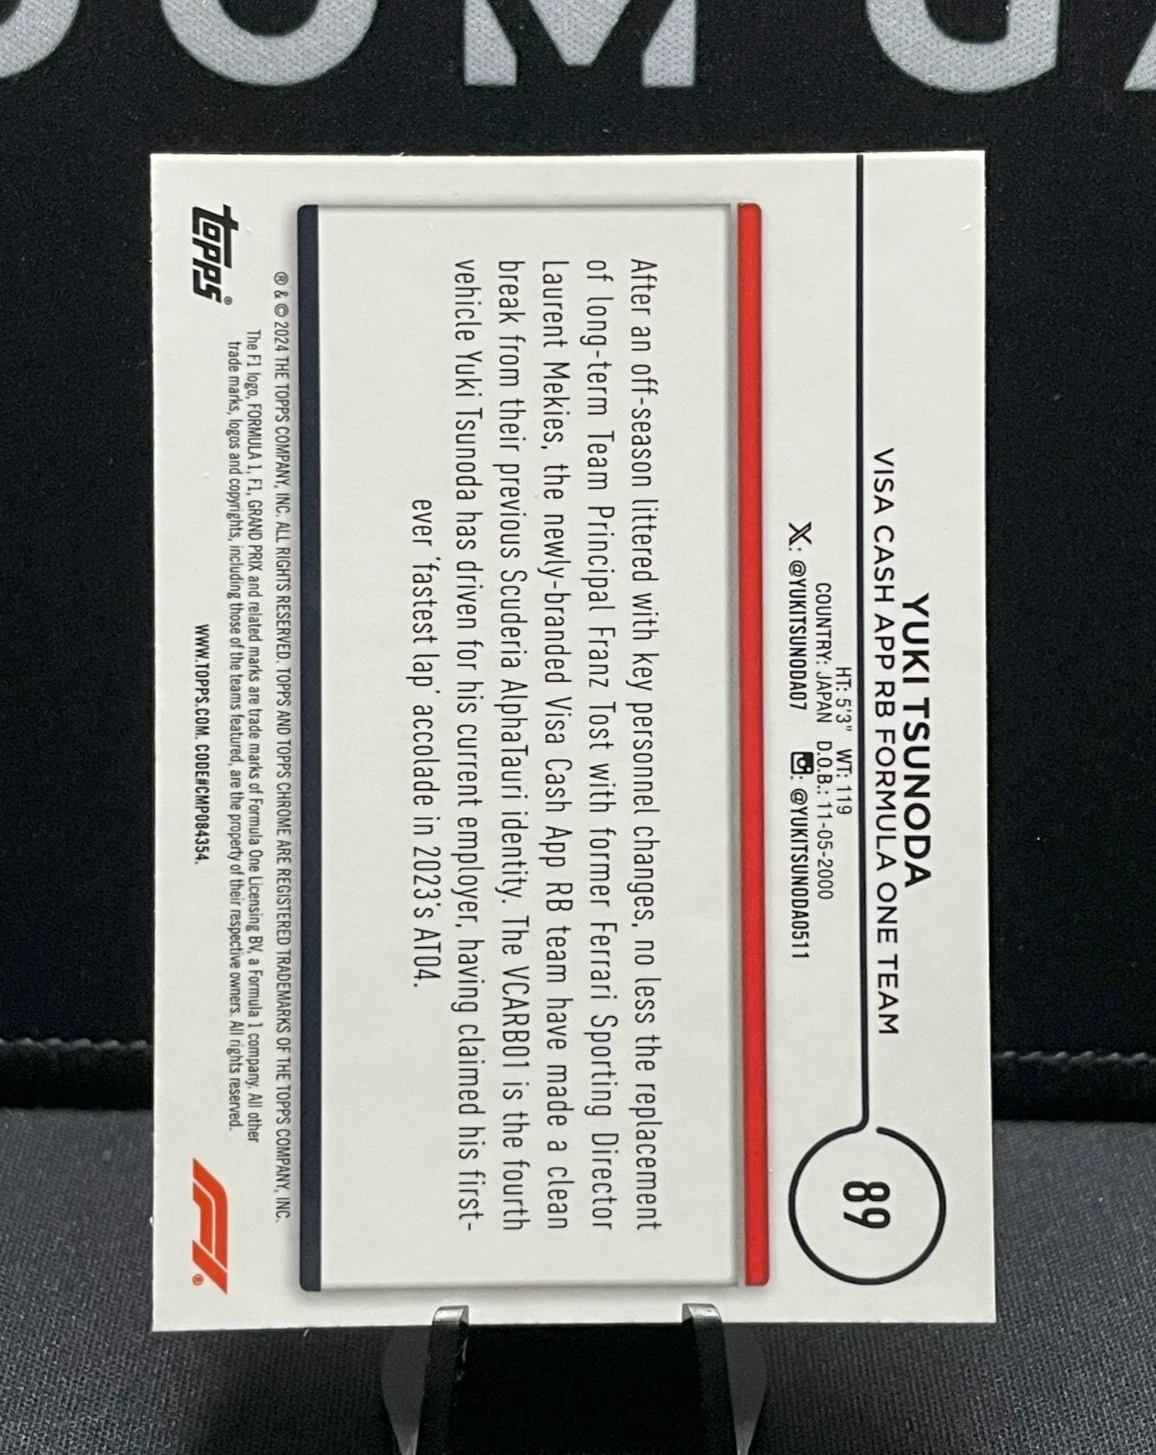 OOM GA
YUKI TSUNODA
VISA CASH APP RB FORMULA ONE TEAM
89
HT: 5'3" WT: 119
COUNTRY: JAPAN D.O.B.: 11-05-2000
X: @YUKITSUNODA07 : @YUKITSUNODA0511
After an off-season littered with key personnel changes, no less the replacement
of long-term Team Principal Franz Tost with former Ferrari Sporting Director
Laurent Mekies, the newly-branded Visa Cash App RB team have made a clean
break from their previous Scuderia AlphaTauri identity. The VCARB01 is the fourth
vehicle Yuki Tsunoda has driven for his current employer, having claimed his first-
ever 'fastest lap' accolade in 2023's AT04.
® & © 2024 THE TOPPS COMPANY, INC. ALL RIGHTS RESERVED. TOPPS AND TOPPS CHROME ARE REGISTERED TRADEMARKS OF THE TOPPS COMPANY, INC.
The F1 logo, FORMULA 1, F1, GRAND PRIX and related marks are trade marks of Formula One Licensing BV, a Formula 1 company. All other
trade marks, logos and copyrights, including those of the teams featured, are the property of their respective owners. All rights reserved.
topps®
WWW.TOPPS.COM. CODE#CMP084354.
F1®